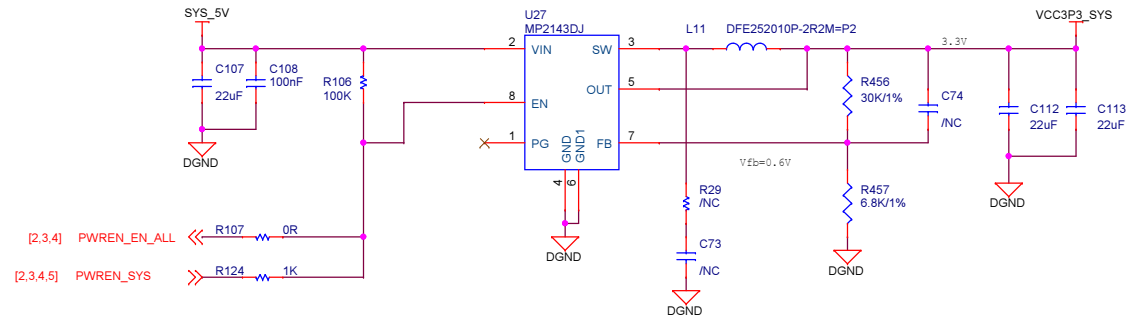 SYS_5V
U27
MP2143DJ
L11
DFE252010P-2R2M=P2
VCC3P3_SYS
2
VIN
SW
3
3.3V
C107
22uF
C108
100nF
R106
100K
OUT
5
R456
30K/1%
C74
/NC
C112
22uF
C113
22uF
8
EN
1
PG
GND
GND1
FB
7
4
6
Vfb=0.6V
DGND
R29
/NC
R457
6.8K/1%
DGND
[2,3,4]
PWREN_EN_ALL
R107
0R
DGND
C73
/NC
DGND
[2,3,4,5]
PWREN_SYS
R124
1K
DGND